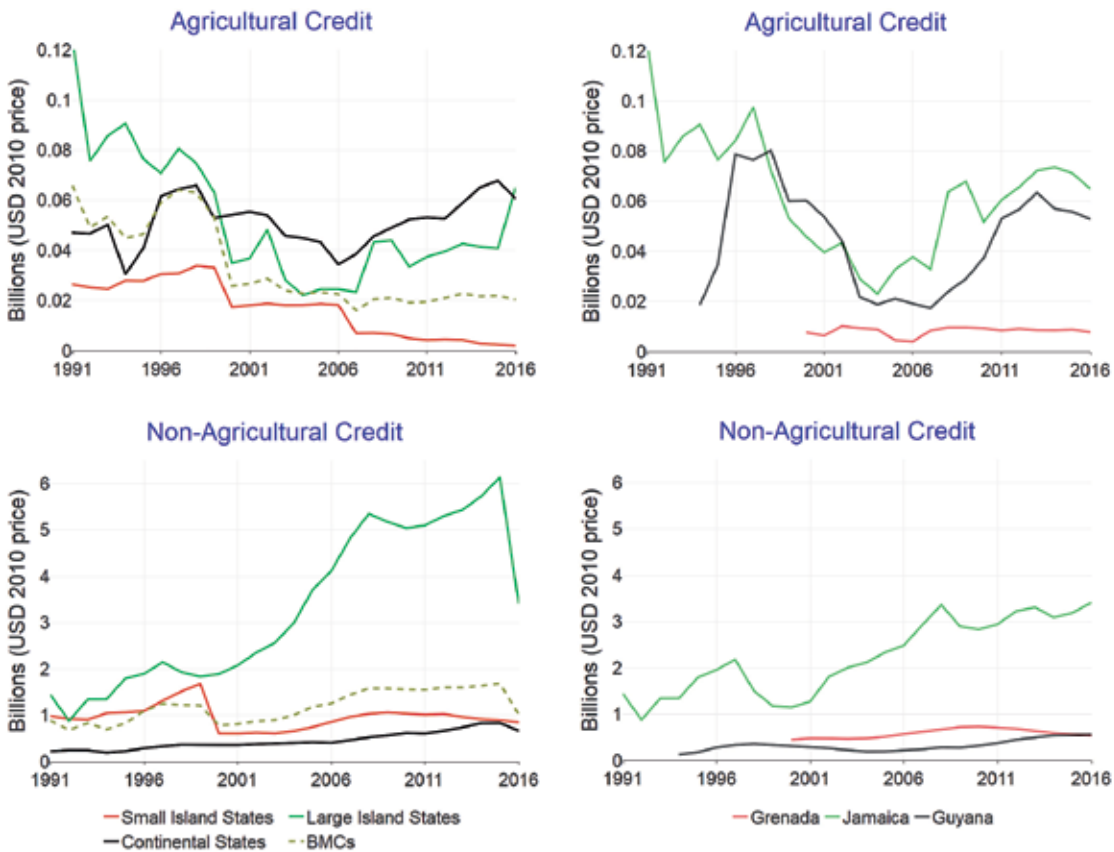 Agricultural Credit
Billions (USD 2010 price)
0.12
0.1
0.08
0.06
0.04
0.02
0
1991 1996 2001 2006 2011 2016
Agricultural Credit
Billions (USD 2010 price)
0.12
0.1
0.08
0.06
0.04
0.02
0
1991 1996 2001 2006 2011 2016
Non-Agricultural Credit
Billions (USD 2010 price)
6
5
4
3
2
1
0
1991 1996 2001 2006 2011 2016
Small Island States Large Island States
Continental States BMCs
Non-Agricultural Credit
Billions (USD 2010 price)
6
5
4
3
2
1
0
1991 1996 2001 2006 2011 2016
Grenada Jamaica Guyana